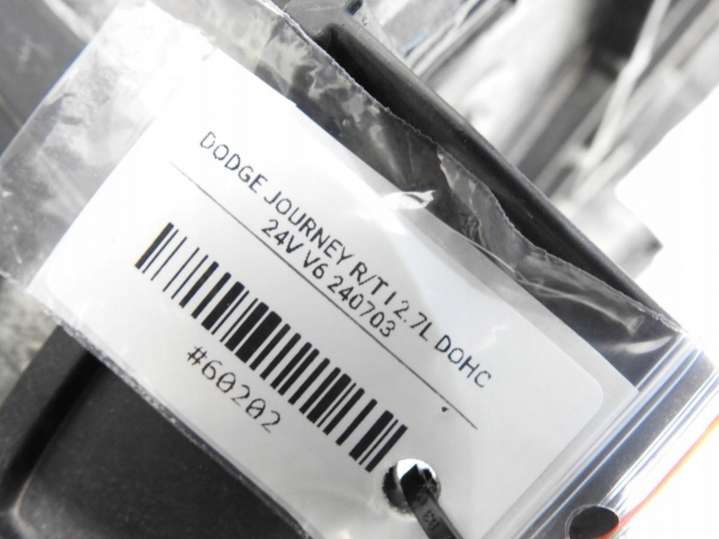 DODGE JOURNEY R/T I 2.7L DOHC
24V V6 240703
#60202